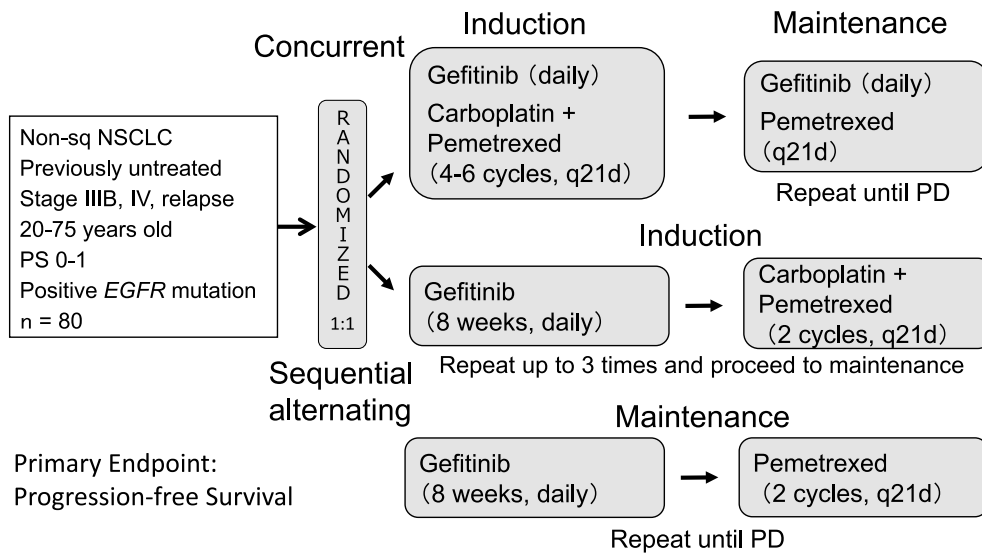 Concurrent
Induction
Maintenance
Non-sq NSCLC
Previously untreated
Stage IIIB, IV, relapse
20-75 years old
PS 0-1
Positive EGFR mutation
n = 80
RANDOMIZED
1:1
Gefitinib (daily)
Carboplatin +
Pemetrexed
(4-6 cycles, q21d)
Gefitinib (daily)
Pemetrexed
(q21d)
Repeat until PD
Sequential
alternating
Induction
Gefitinib
(8 weeks, daily)
Carboplatin +
Pemetrexed
(2 cycles, q21d)
Repeat up to 3 times and proceed to maintenance
Maintenance
Gefitinib
(8 weeks, daily)
Pemetrexed
(2 cycles, q21d)
Repeat until PD
Primary Endpoint:
Progression-free Survival